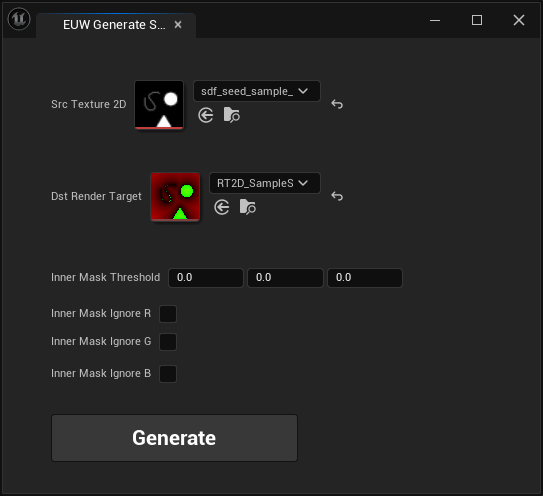 EUW Generate S...
Src Texture 2D
sdf_seed_sample_
Dst Render Target
RT2D_SampleS
Inner Mask Threshold 0.0 0.0 0.0
Inner Mask Ignore R
Inner Mask Ignore G
Inner Mask Ignore B
Generate